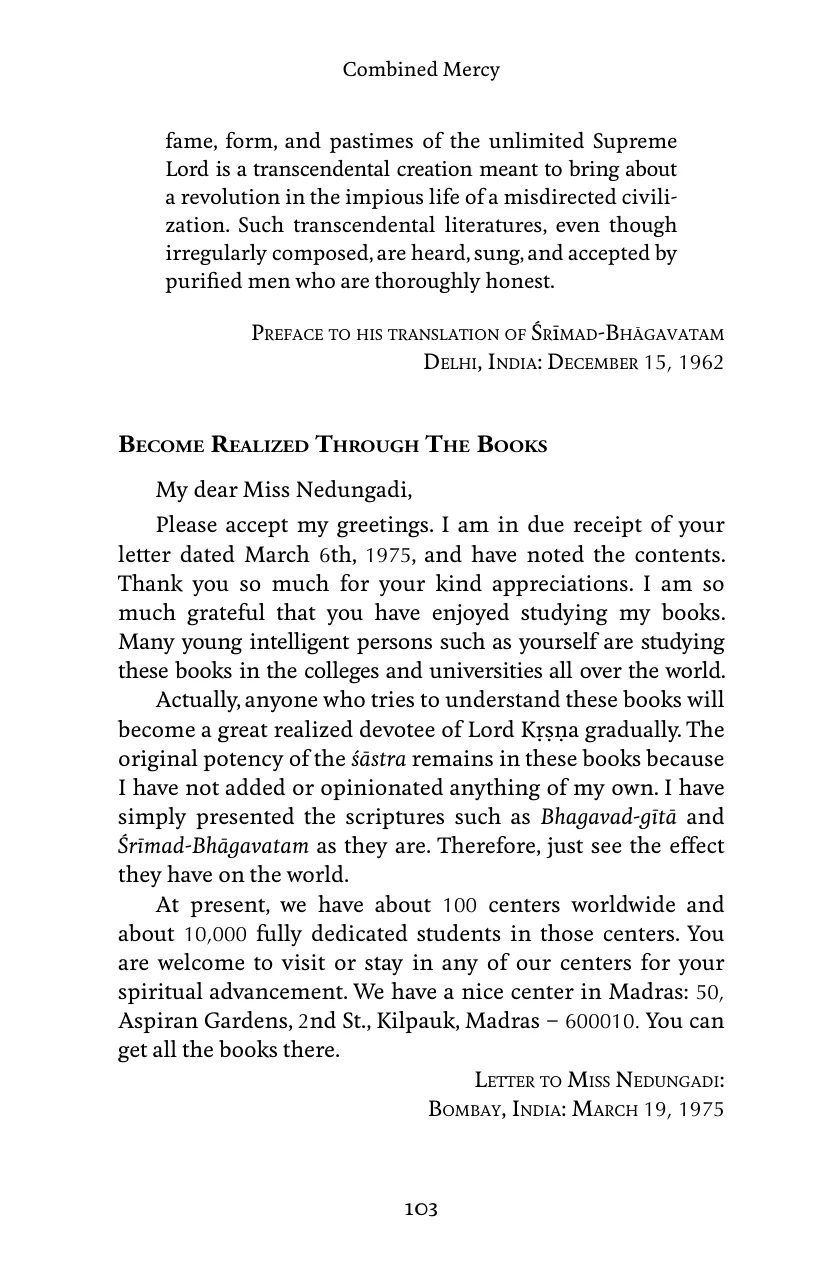 Combined Mercy
fame, form, and pastimes of the unlimited Supreme
Lord is a transcendental creation meant to bring about
a revolution in the impious life of a misdirected civili-
zation. Such transcendental literatures, even though
irregularly composed, are heard, sung, and accepted by
purified men who are thoroughly honest.
Preface to his translation of Śrīmad-Bhāgavatam
Delhi, India: December 15, 1962
Become Realized Through The Books
My dear Miss Nedungadi,
Please accept my greetings. I am in due receipt of your
letter dated March 6th, 1975, and have noted the contents.
Thank you so much for your kind appreciations. I am so
much grateful that you have enjoyed studying my books.
Many young intelligent persons such as yourself are studying
these books in the colleges and universities all over the world.
Actually, anyone who tries to understand these books will
become a great realized devotee of Lord Kṛṣṇa gradually. The
original potency of the śāstra remains in these books because
I have not added or opinionated anything of my own. I have
simply presented the scriptures such as Bhagavad-gītā and
Śrīmad-Bhāgavatam as they are. Therefore, just see the effect
they have on the world.
At present, we have about 100 centers worldwide and
about 10,000 fully dedicated students in those centers. You
are welcome to visit or stay in any of our centers for your
spiritual advancement. We have a nice center in Madras: 50,
Aspiran Gardens, 2nd St., Kilpauk, Madras – 600010. You can
get all the books there.
Letter to Miss Nedungadi:
Bombay, India: March 19, 1975
103